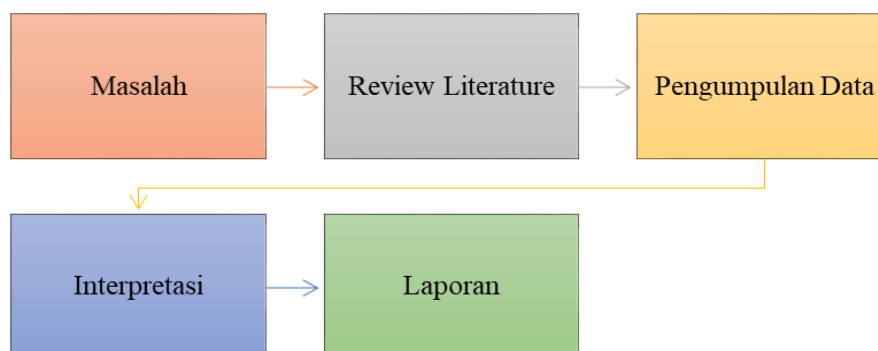 Masalah
Review Literature
Pengumpulan Data
Interpretasi
Laporan